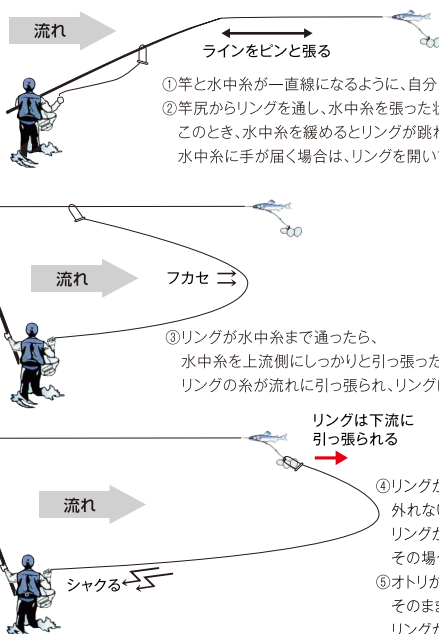 流れ
ラインをピンと張る
①竿と水中糸が一直線になるように、自分
②竿尻からリングを通し、水中糸を張った状
このとき、水中糸を緩めるとリングが跳ね
水中糸に手が届く場合は、リングを開い
流れ
フカセ
③リングが水中糸まで通ったら、
水中糸を上流側にしっかりと引っ張った
リングの糸が流れに引っ張られ、リング
リングは下流に
引っ張られる
流れ
シャクる
④リングが
外れない
リングが
その場
⑤オトリが
そのまま
リングが